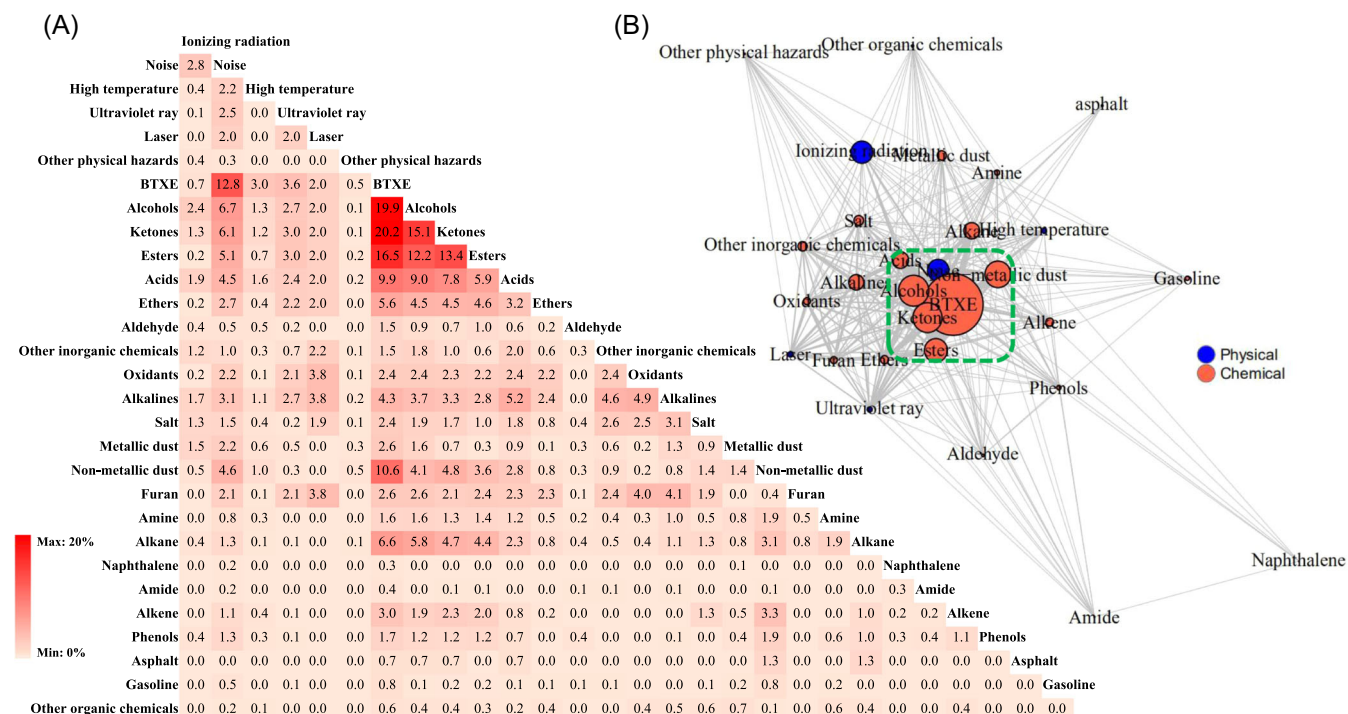 (A)
Ionizing radiation
Noise 2.8 Noise
High temperature 0.4 2.2 High temperature
Ultraviolet ray 0.1 2.5 0.0 Ultraviolet ray
Laser 0.0 2.0 0.0 2.0 Laser
Other physical hazards 0.4 0.3 0.0 0.0 0.0 Other physical hazards
BTXE 0.7 12.8 3.0 3.6 2.0 0.5 BTXE
Alcohols 2.4 6.7 1.3 2.7 2.0 0.1 19.9 Alcohols
Ketones 1.3 6.1 1.2 3.0 2.0 0.1 20.2 15.1 Ketones
Esters 0.2 5.1 0.7 3.0 2.0 0.2 16.5 12.2 13.4 Esters
Acids 1.9 4.5 1.6 2.4 2.0 0.2 9.9 9.0 7.8 5.9 Acids
Ethers 0.2 2.7 0.4 2.2 2.0 0.0 5.6 4.5 4.5 4.6 3.2 Ethers
Aldehyde 0.4 0.5 0.5 0.2 0.0 0.0 1.5 0.9 0.7 1.0 0.6 0.2 Aldehyde
Other inorganic chemicals 1.2 1.0 0.3 0.7 2.2 0.1 1.5 1.8 1.0 0.6 2.0 0.6 0.3 Other inorganic chemicals
Oxidants 0.2 2.2 0.1 2.1 3.8 0.1 2.4 2.4 2.3 2.2 2.4 2.2 0.0 2.4 Oxidants
Alkalines 1.7 3.1 1.1 2.7 3.8 0.2 4.3 3.7 3.3 2.8 5.2 2.4 0.0 4.6 4.9 Alkalines
Salt 1.3 1.5 0.4 0.2 1.9 0.1 2.4 1.9 1.7 1.0 1.8 0.8 0.4 2.6 2.5 3.1 Salt
Metallic dust 1.5 2.2 0.6 0.5 0.0 0.3 2.6 1.6 0.7 0.3 0.9 0.1 0.3 0.6 0.2 1.3 0.9 Metallic dust
Non-metallic dust 0.5 4.6 1.0 0.3 0.0 0.5 10.6 4.1 4.8 3.6 2.8 0.8 0.3 0.9 0.2 0.8 1.4 1.4 Non-metallic dust
Furan 0.0 2.1 0.1 2.1 3.8 0.0 2.6 2.6 2.1 2.4 2.3 2.3 0.1 2.4 4.0 4.1 1.9 0.0 0.4 Furan
Amine 0.0 0.8 0.3 0.0 0.0 0.0 1.6 1.6 1.3 1.4 1.2 0.5 0.2 0.4 0.3 1.0 0.5 0.8 1.9 0.5 Amine
Alkane 0.4 1.3 0.1 0.1 0.0 0.1 6.6 5.8 4.7 4.4 2.3 0.8 0.4 0.5 0.4 1.1 1.3 0.8 3.1 0.8 1.9 Alkane
Naphthalene 0.0 0.2 0.0 0.0 0.0 0.0 0.3 0.0 0.0 0.0 0.0 0.0 0.0 0.0 0.0 0.0 0.0 0.1 0.0 0.0 0.0 0.0 Naphthalene
Amide 0.0 0.2 0.0 0.0 0.0 0.0 0.4 0.0 0.1 0.1 0.0 0.0 0.1 0.1 0.0 0.1 0.0 0.1 0.1 0.0 0.0 0.0 0.3 Amide
Alkene 0.0 1.1 0.4 0.1 0.0 0.0 3.0 1.9 2.3 2.0 0.8 0.2 0.0 0.0 0.0 0.0 1.3 0.5 3.3 0.0 0.0 1.0 0.2 0.2 Alkene
Phenols 0.4 1.3 0.3 0.1 0.0 0.0 1.7 1.2 1.2 1.2 0.7 0.0 0.4 0.0 0.0 0.1 0.0 0.4 1.9 0.0 0.6 1.0 0.3 0.4 1.1 Phenols
Asphalt 0.0 0.0 0.0 0.0 0.0 0.0 0.7 0.7 0.0 0.7 0.0 0.0 0.0 0.0 0.0 0.0 0.0 0.0 1.3 0.0 0.0 1.3 0.0 0.0 0.0 0.0 Asphalt
Gasoline 0.0 0.5 0.0 0.1 0.0 0.0 0.8 0.1 0.2 0.2 0.1 0.1 0.1 0.1 0.0 0.0 0.1 0.2 0.8 0.0 0.2 0.0 0.0 0.0 0.0 0.0 0.0 Gasoline
Other organic chemicals 0.0 0.2 0.1 0.0 0.0 0.0 0.6 0.4 0.4 0.3 0.2 0.4 0.0 0.0 0.4 0.5 0.6 0.7 0.1 0.0 0.6 0.4 0.0 0.0 0.4 0.0 0.0 0.0
Max: 20%
Min: 0%
(B)
Other physical hazards
Other organic chemicals
asphalt
Ionizing radiation
Metallic dust
Amine
Salt
Alkane
High temperature
Other inorganic chemicals
Acids
Noise
Non-metallic dust
Gasoline
Alkaline
Alcohols
BTXE
Oxidants
Ketones
Alkene
Laser
Furan
Ethers
Esters
Physical
Chemical
Phenols
Ultraviolet ray
Aldehyde
Naphthalene
Amide